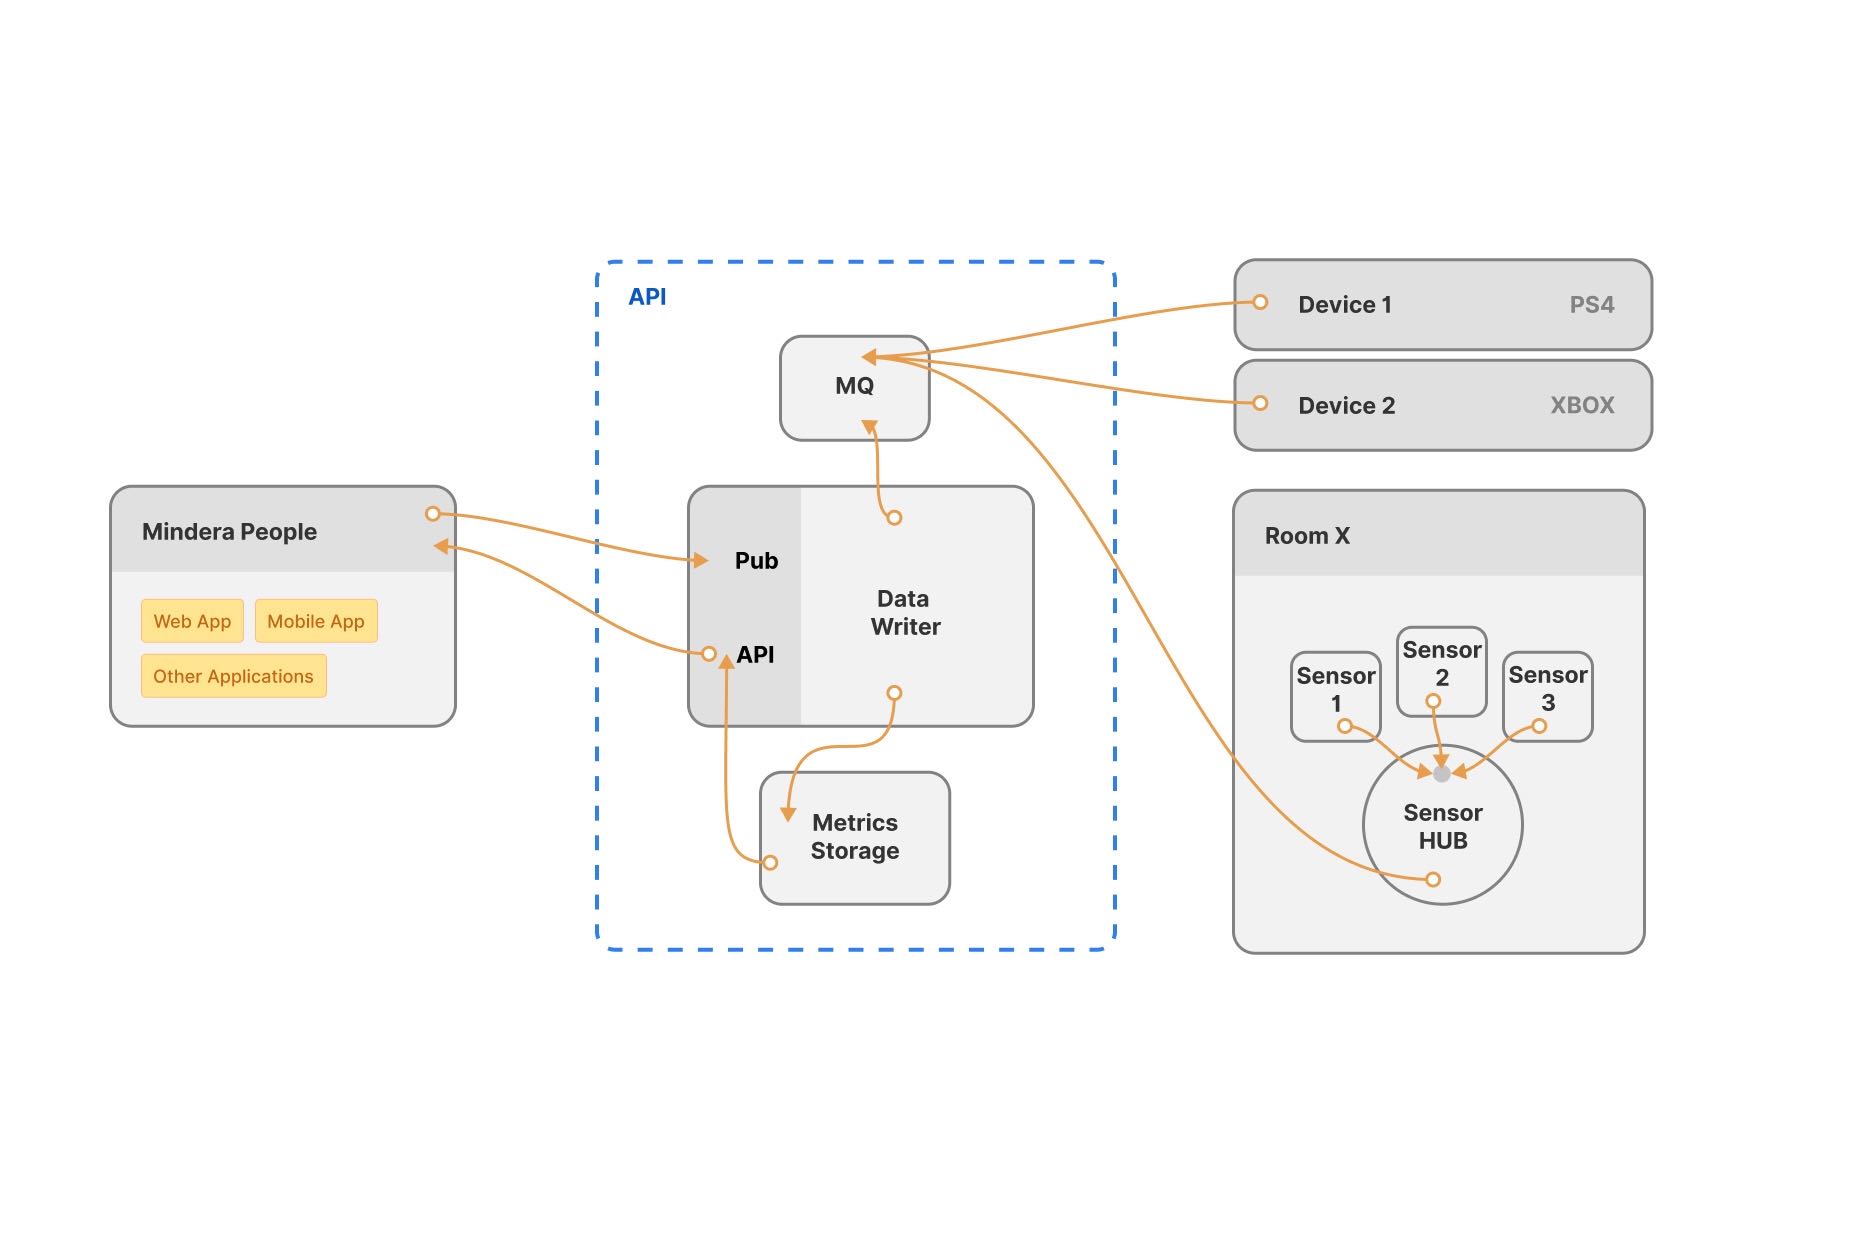 API
MQ
Device 1
PS4
Device 2
XBOX
Mindera People
Web App
Mobile App
Other Applications
Pub
API
Data
Writer
Metrics
Storage
Room X
Sensor
1
Sensor
2
Sensor
3
Sensor
HUB